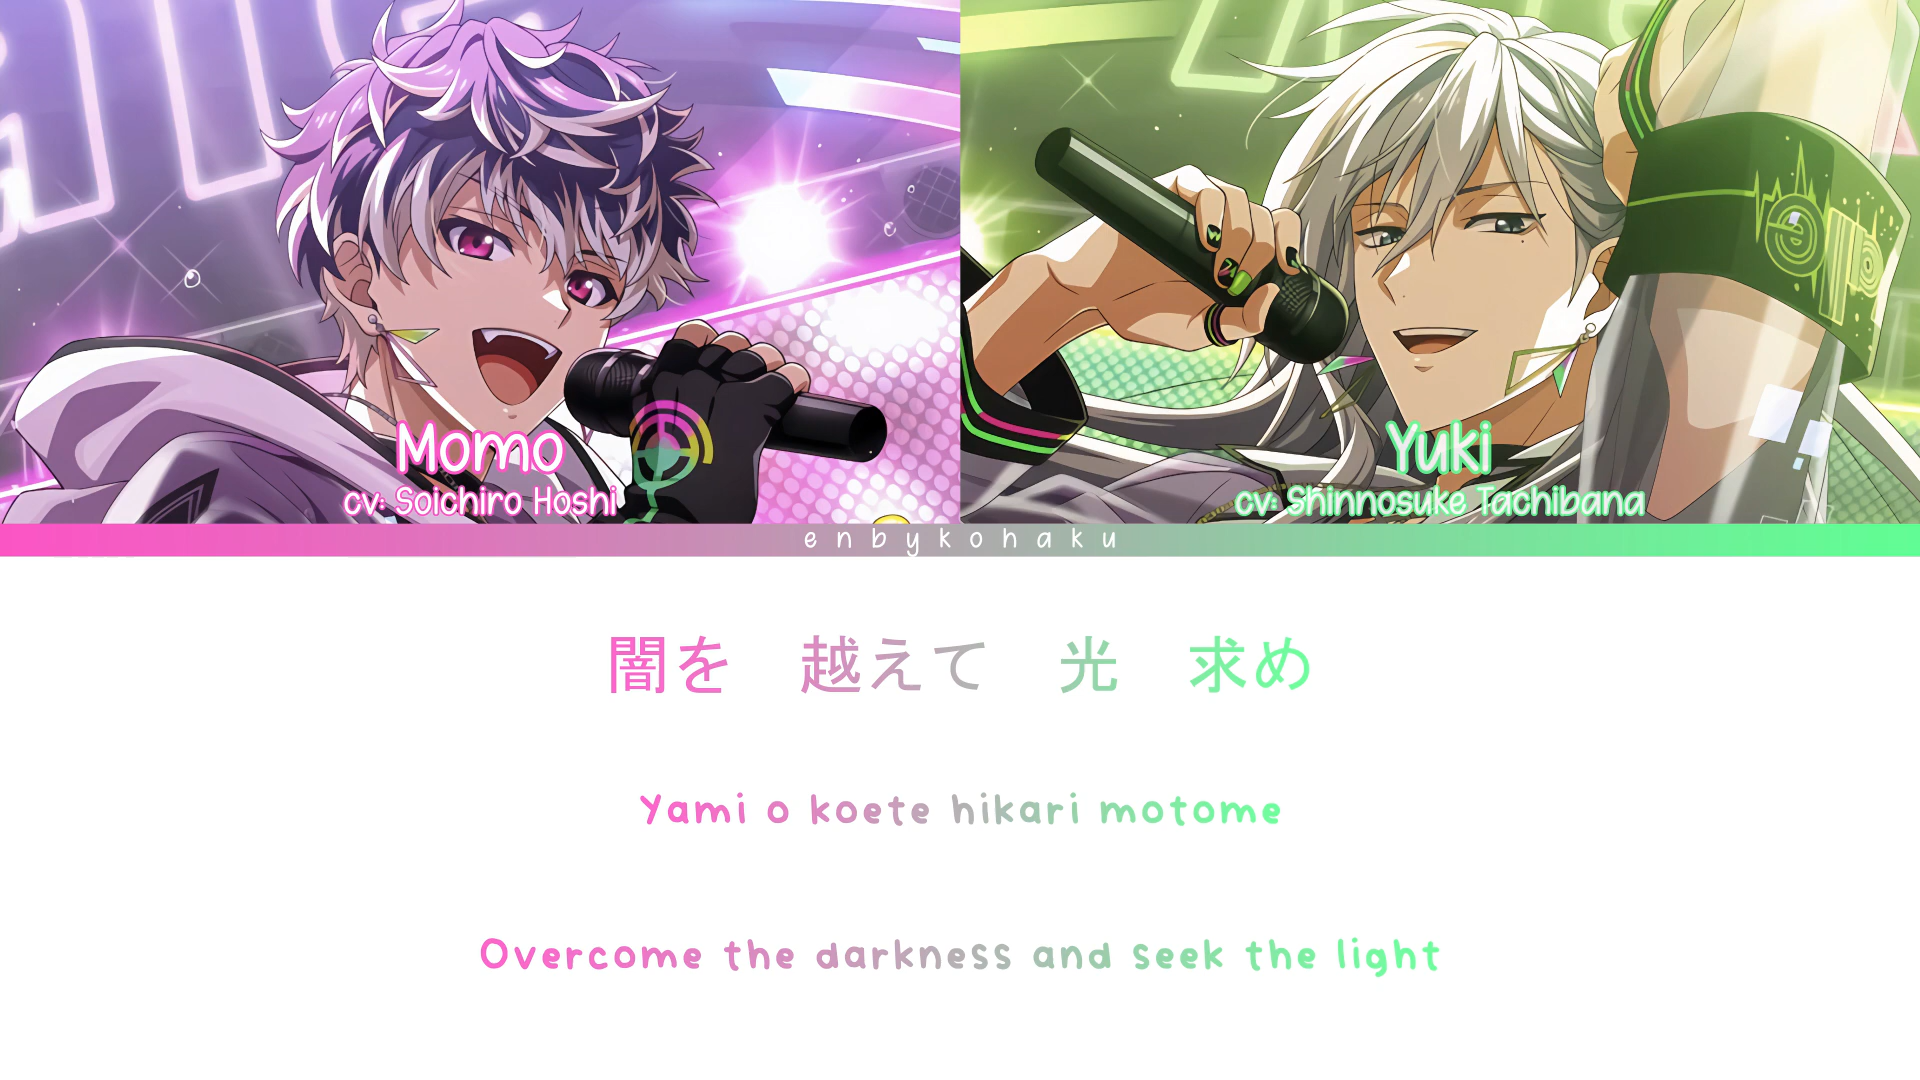 Momo
cv: Soichiro Hoshi
Yuki
cv: Shinnosuke Tachibana
enbykohaku
闇を　越えて　光　求め
Yami o koete hikari motome
Overcome the darkness and seek the light